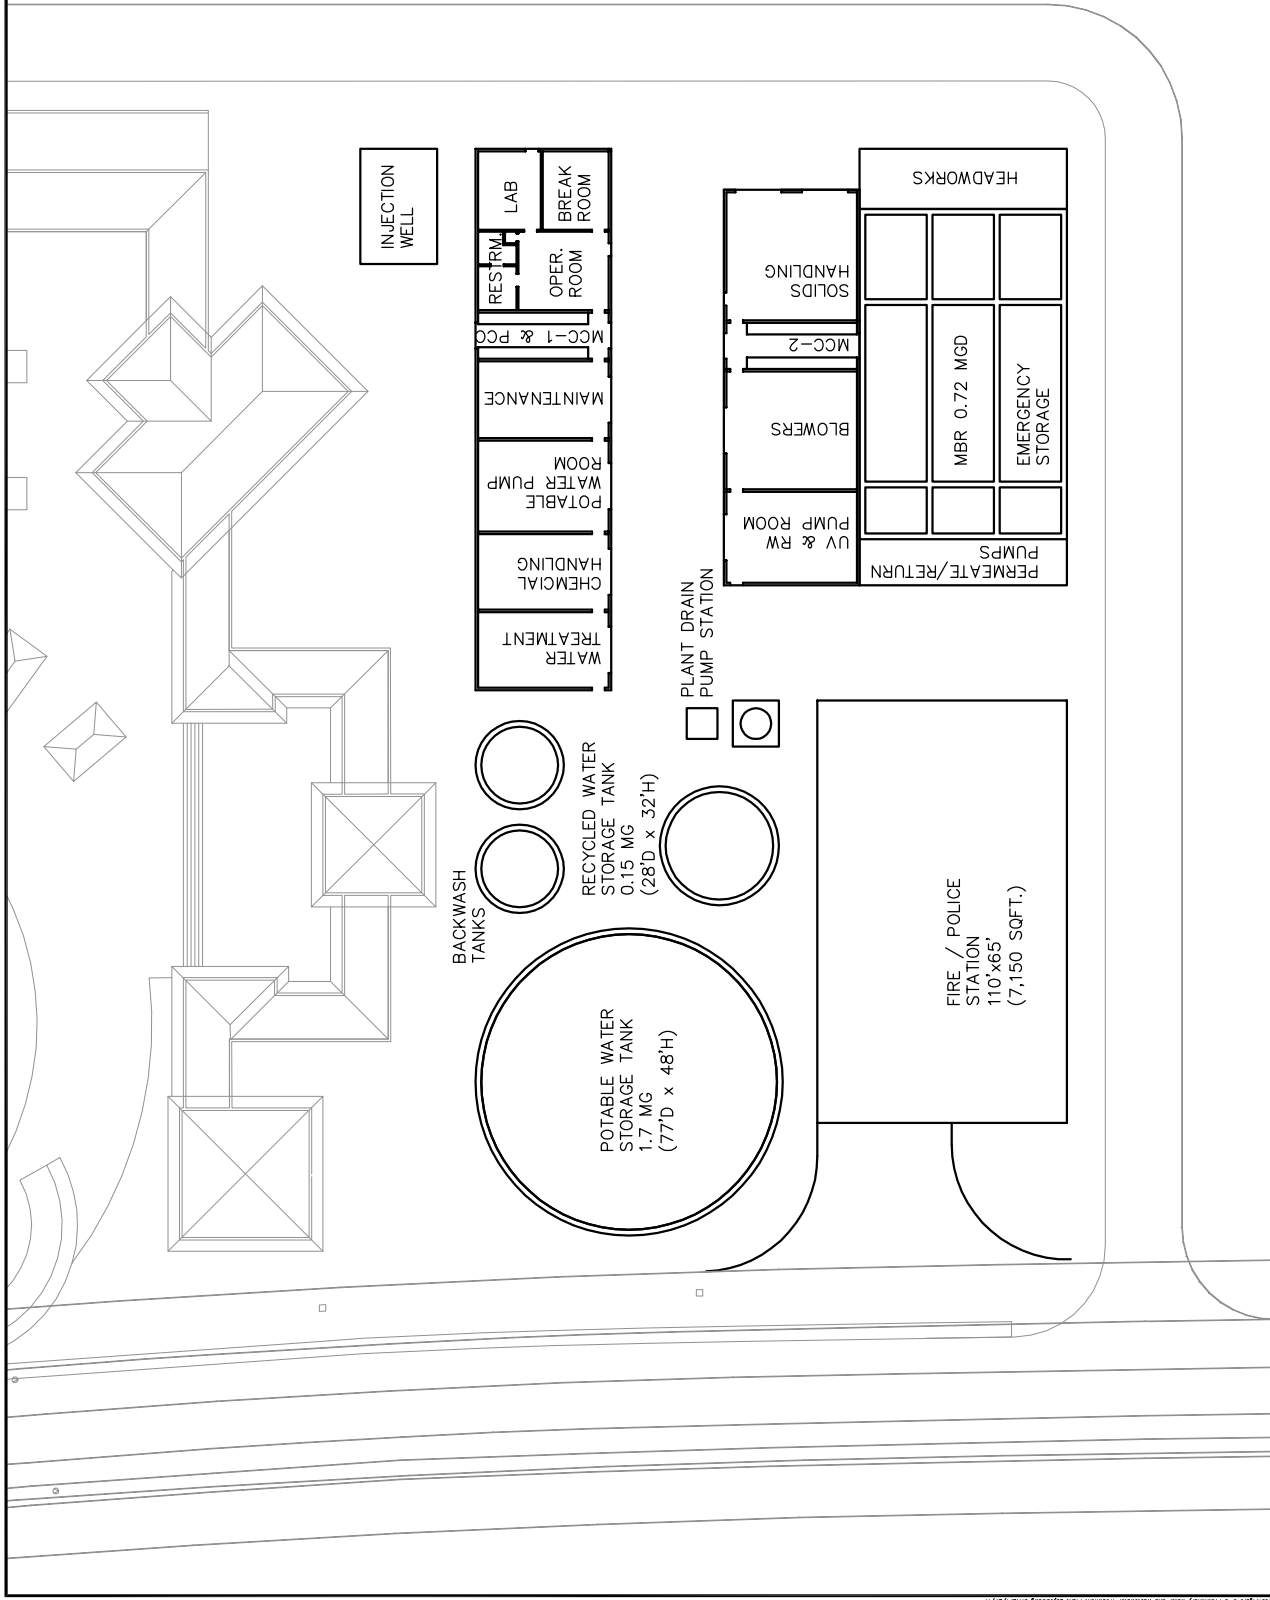 INJECTION
WELL
LAB
BREAK
ROOM
RESTRM.
OPER.
ROOM
MCC-1 & PCC
MAINTENANCE
POTABLE
WATER PUMP
ROOM
CHEMCIAL
HANDLING
WATER
TREATMENT
HEADWORKS
SOLIDS
HANDLING
MCC-2
BLOWERS
UV & RW
PUMP ROOM
MBR 0.72 MGD
EMERGENCY
STORAGE
PERMEATE/RETURN
PUMPS
PLANT DRAIN
PUMP STATION
RECYCLED WATER
STORAGE TANK
0.15 MG
(28'D x 32'H)
BACKWASH
TANKS
POTABLE WATER
STORAGE TANK
1.7 MG
(77'D x 48'H)
FIRE / POLICE
STATION
110'x65'
(7,150 SQFT.)